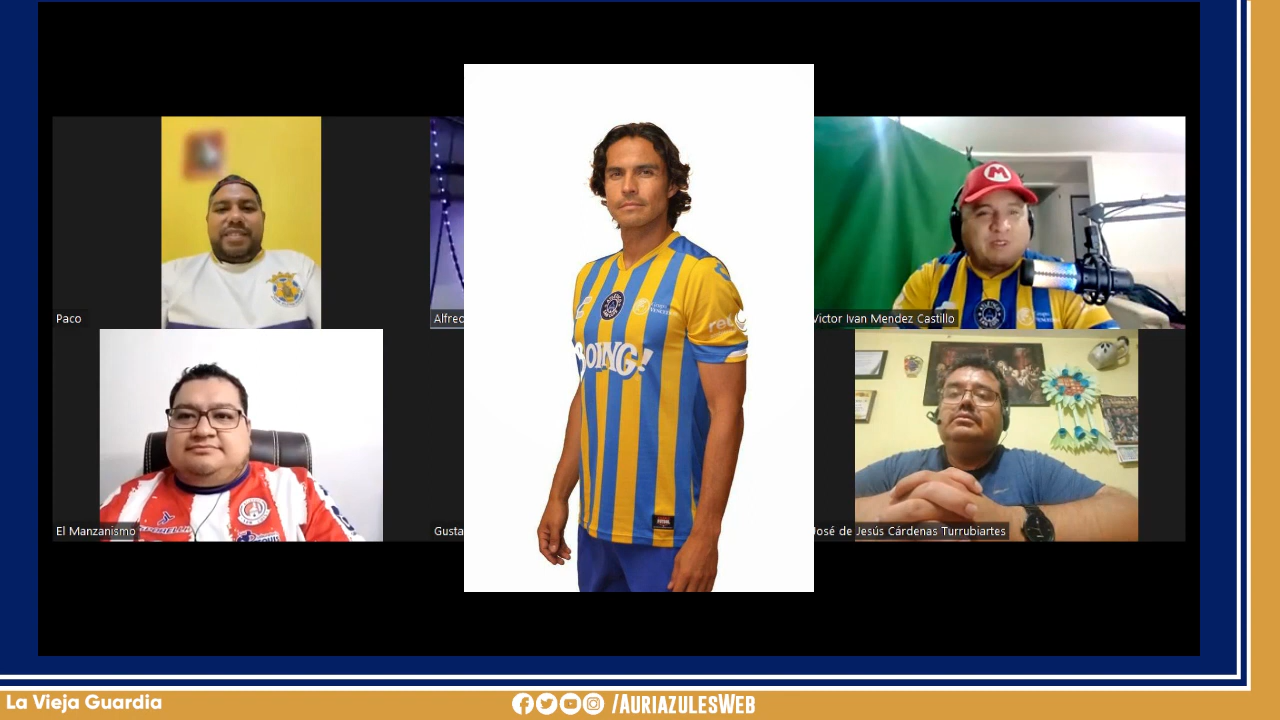 Paco
Alfred
Victor Ivan Mendez Castillo
M
BOING!
El Manzanismo
Gusta
José de Jesús Cárdenas Turrubiartes
La Vieja Guardia
/AURIAZULESWEB